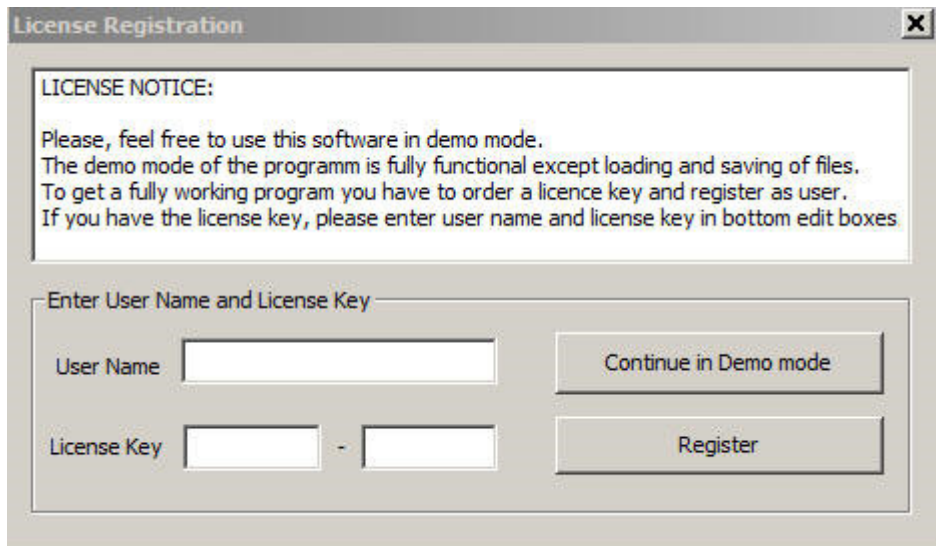 License Registration
LICENSE NOTICE:
Please, feel free to use this software in demo mode.
The demo mode of the programm is fully functional except loading and saving of files.
To get a fully working program you have to order a licence key and register as user.
If you have the license key, please enter user name and license key in bottom edit boxes
Enter User Name and License Key
User Name
Continue in Demo mode
License Key
-
Register